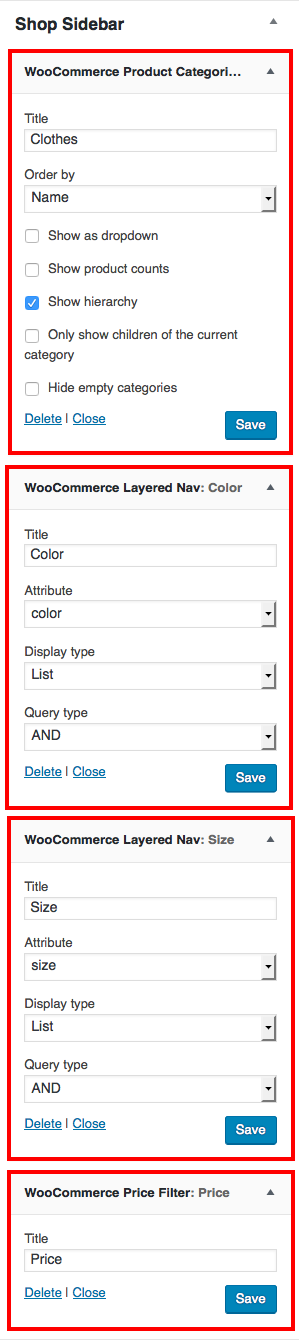 Shop Sidebar
WooCommerce Product Categori…
Title
Clothes
Order by
Name
Show as dropdown
Show product counts
Show hierarchy
Only show children of the current
category
Hide empty categories
Delete | Close
Save
WooCommerce Layered Nav: Color
Title
Color
Attribute
color
Display type
List
Query type
AND
Delete | Close
Save
WooCommerce Layered Nav: Size
Title
Size
Attribute
size
Display type
List
Query type
AND
Delete | Close
Save
WooCommerce Price Filter: Price
Title
Price
Delete | Close
Save